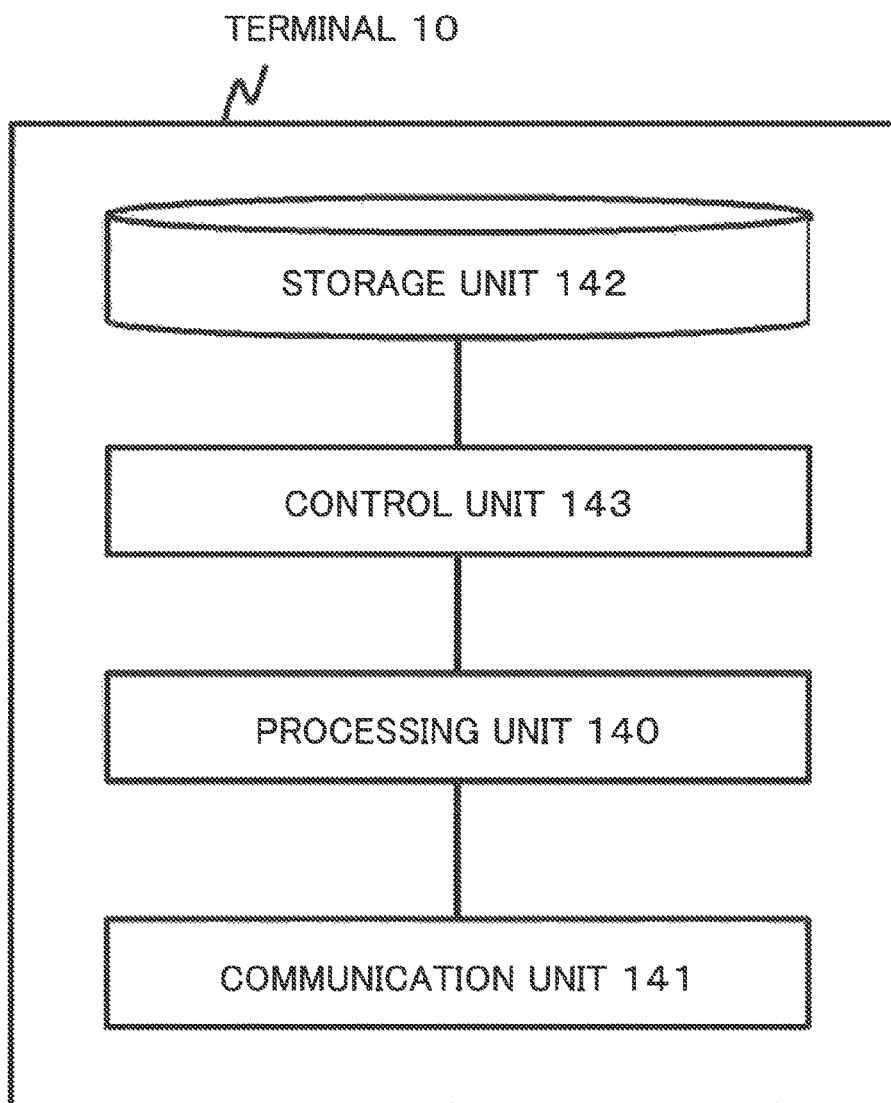 TERMINAL 10
STORAGE UNIT 142
CONTROL UNIT 143
PROCESSING UNIT 140
COMMUNICATION UNIT 141